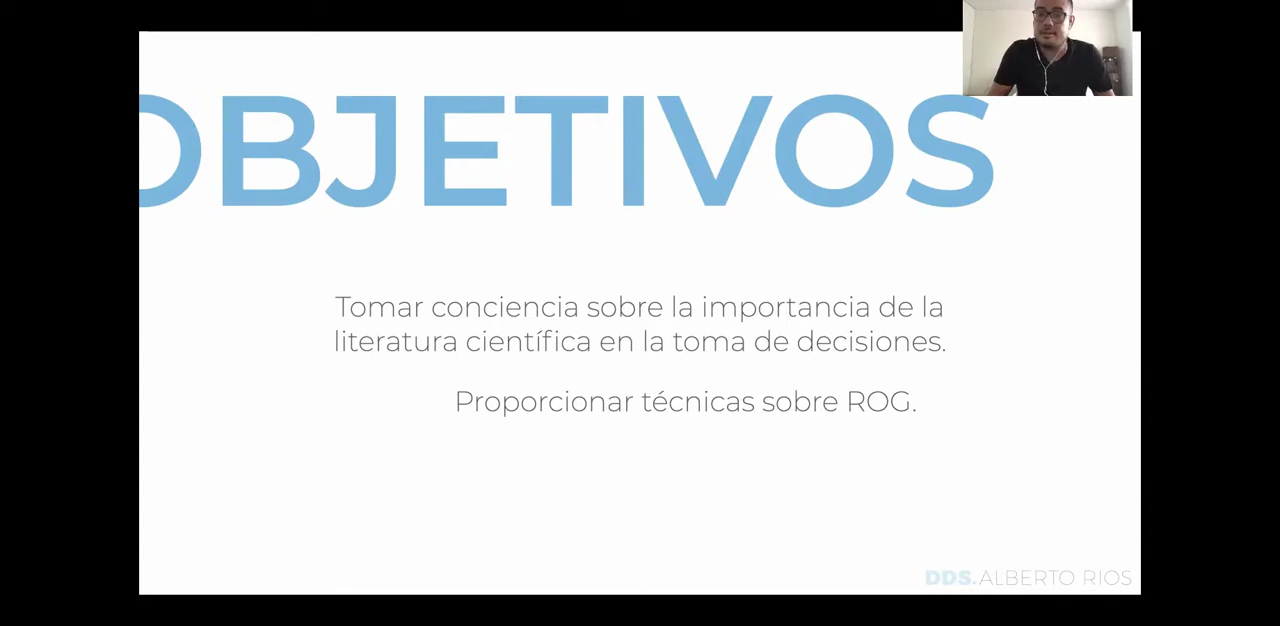 OBJETIVOS
Tomar conciencia sobre la importancia de la
literatura científica en la toma de decisiones.
Proporcionar técnicas sobre ROG.
DDS.ALBERTO RIOS